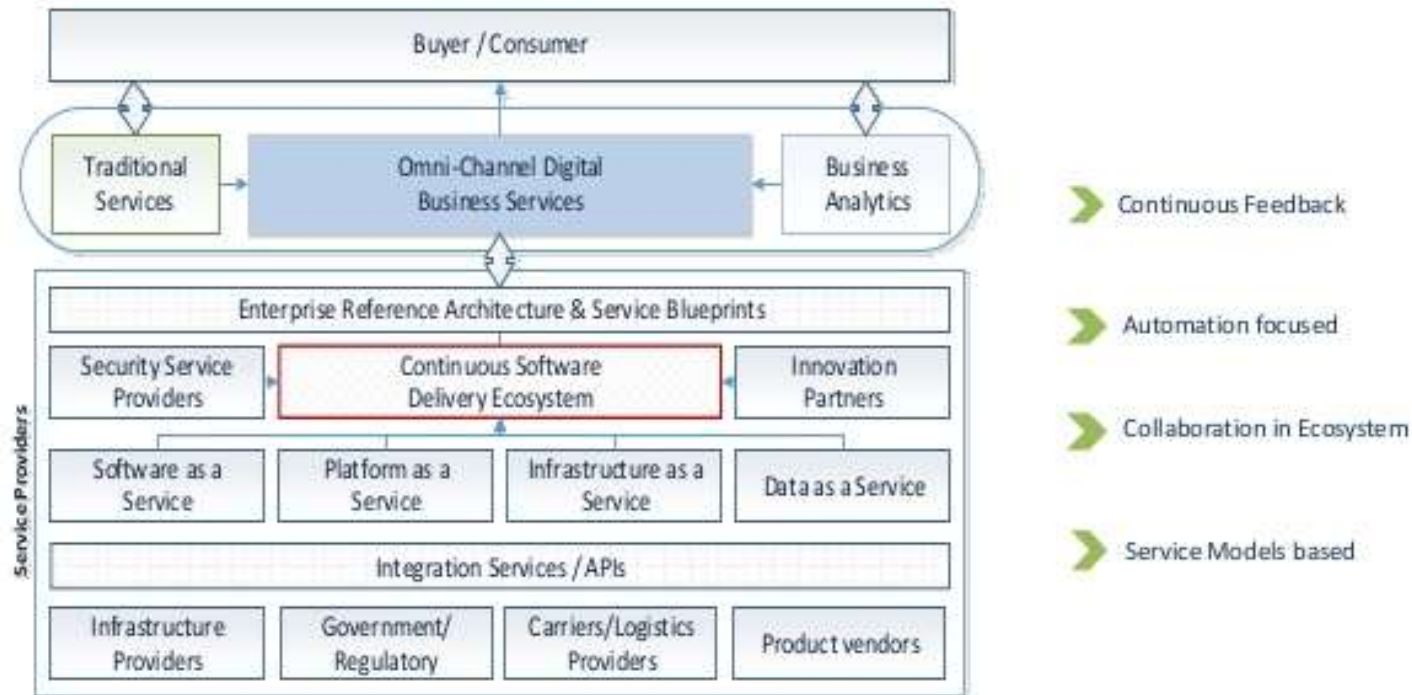 Buyer / Consumer
Traditional
Services
Omni-Channel Digital
Business Services
Business
Analytics
Enterprise Reference Architecture & Service Blueprints
Security Service
Providers
Continuous Software
Delivery Ecosystem
Innovation
Partners
Software as a
Service
Platform as a
Service
Infrastructure as a
Service
Data as a Service
Integration Services / APIs
Infrastructure
Providers
Government/
Regulatory
Carriers/Logistics
Providers
Product vendors
Service Providers
Continuous Feedback
Automation focused
Collaboration in Ecosystem
Service Models based